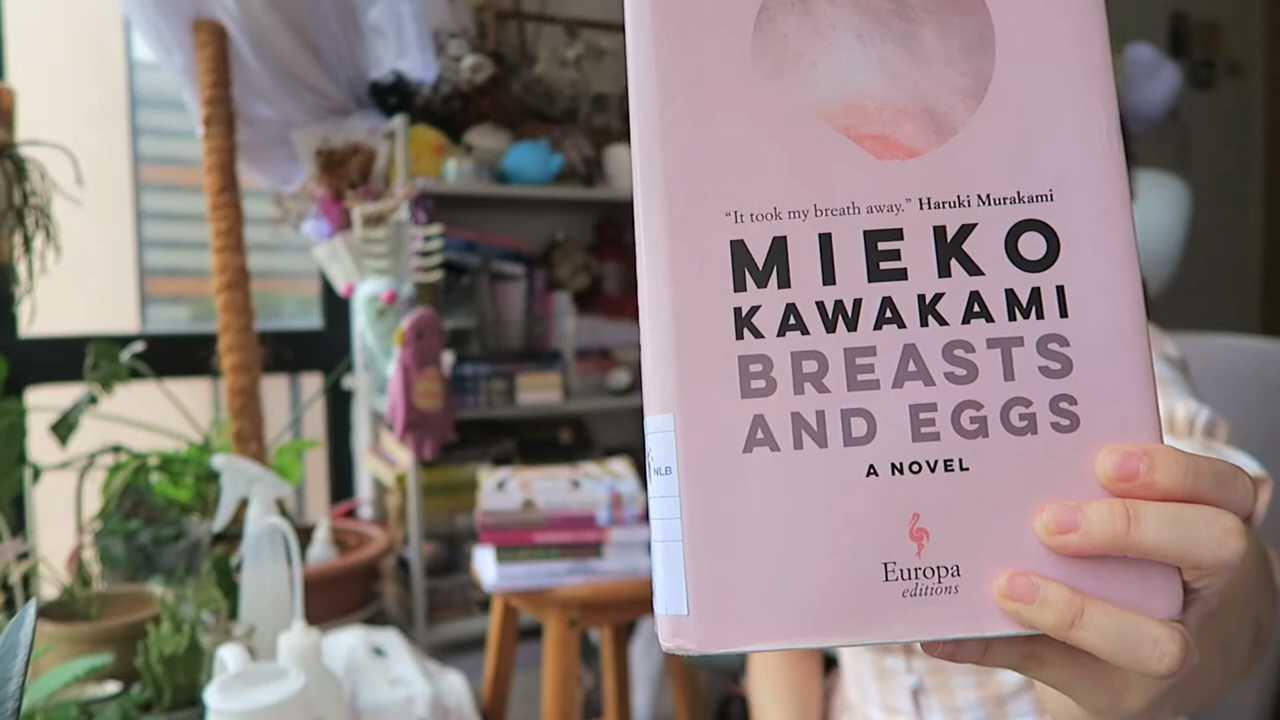 “It took my breath away.” Haruki Murakami
MIEKO
KAWAKAMI
BREASTS
AND EGGS
A NOVEL
NLB
Europa
editions